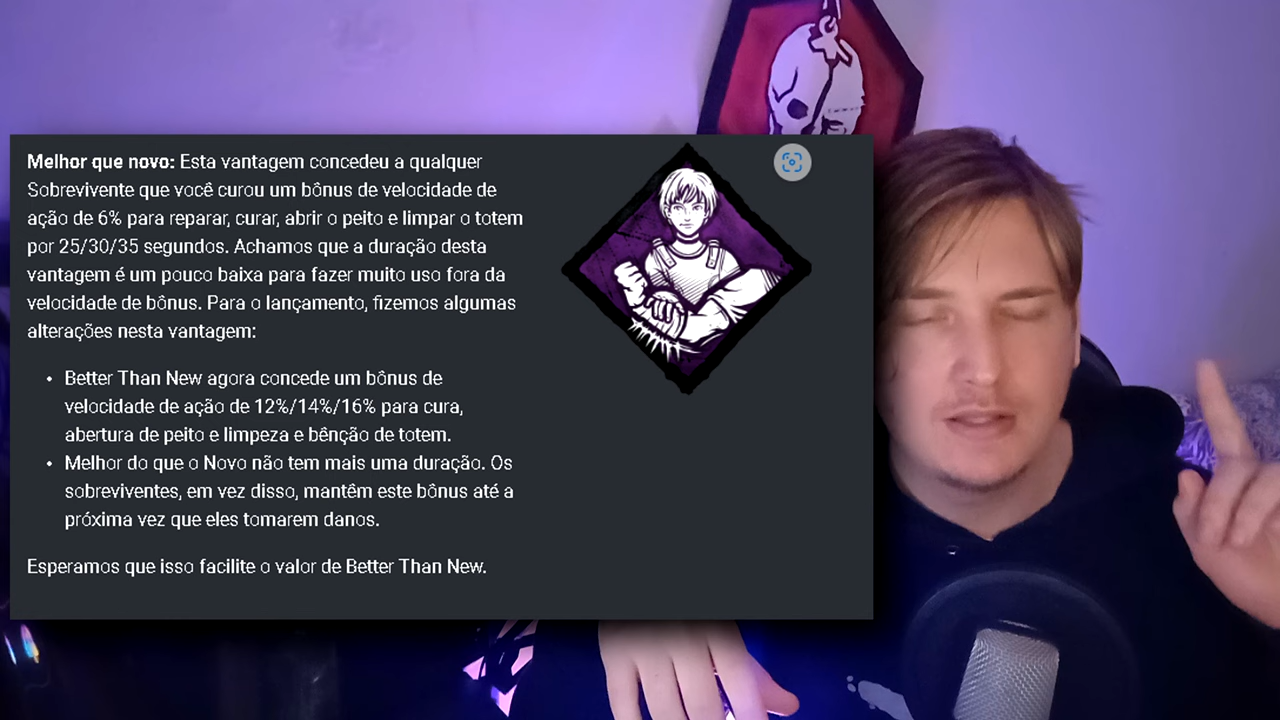 Melhor que novo: Esta vantagem concedeu a qualquer
Sobrevivente que você curou um bônus de velocidade de
ação de 6% para reparar, curar, abrir o peito e limpar o totem
por 25/30/35 segundos. Achamos que a duração desta
vantagem é um pouco baixa para fazer muito uso fora da
velocidade de bônus. Para o lançamento, fizemos algumas
alterações nesta vantagem:
• Better Than New agora concede um bônus de
velocidade de ação de 12%/14%/16% para cura,
abertura de peito e limpeza e bênção de totem.
• Melhor do que o Novo não tem mais uma duração. Os
sobreviventes, em vez disso, mantêm este bônus até a
próxima vez que eles tomarem danos.
Esperamos que isso facilite o valor de Better Than New.